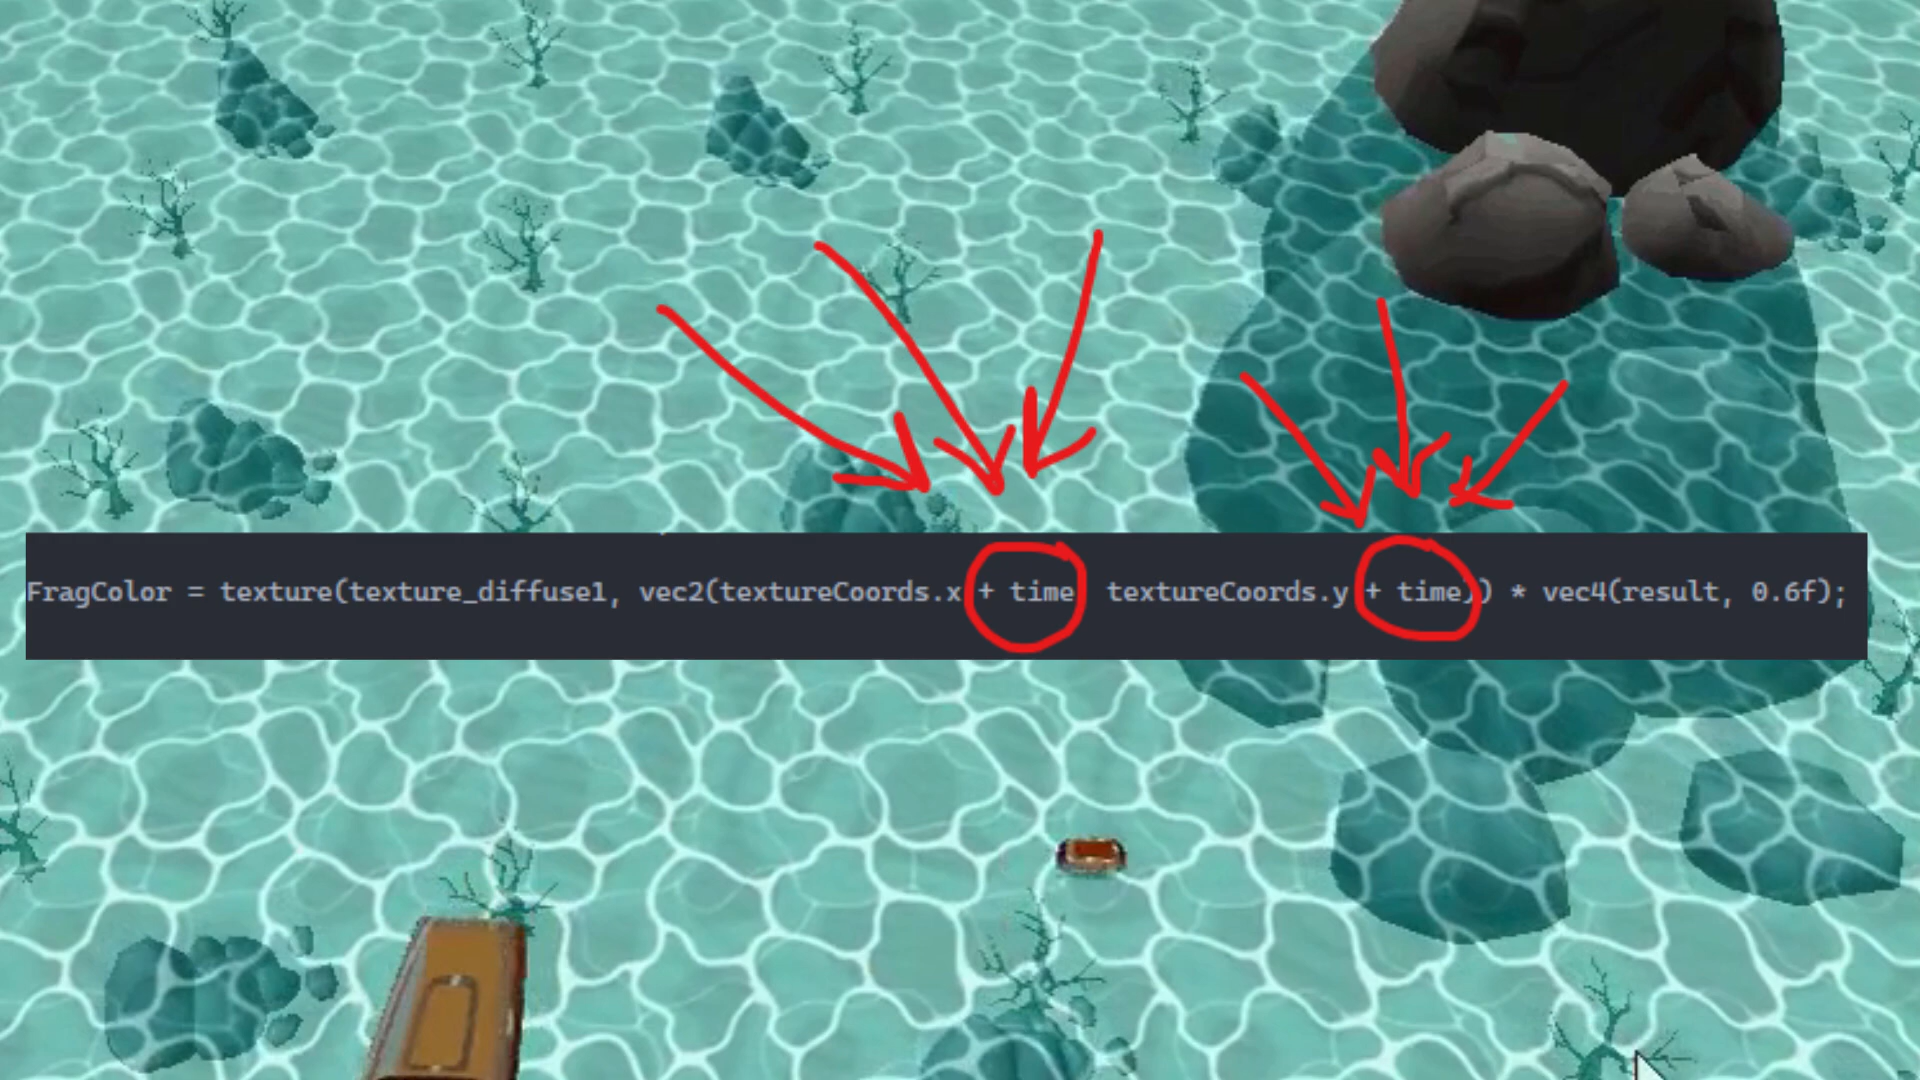 FragColor = texture(texture_diffuse1, vec2(textureCoords.x + time, textureCoords.y + time)) * vec4(result, 0.6f);